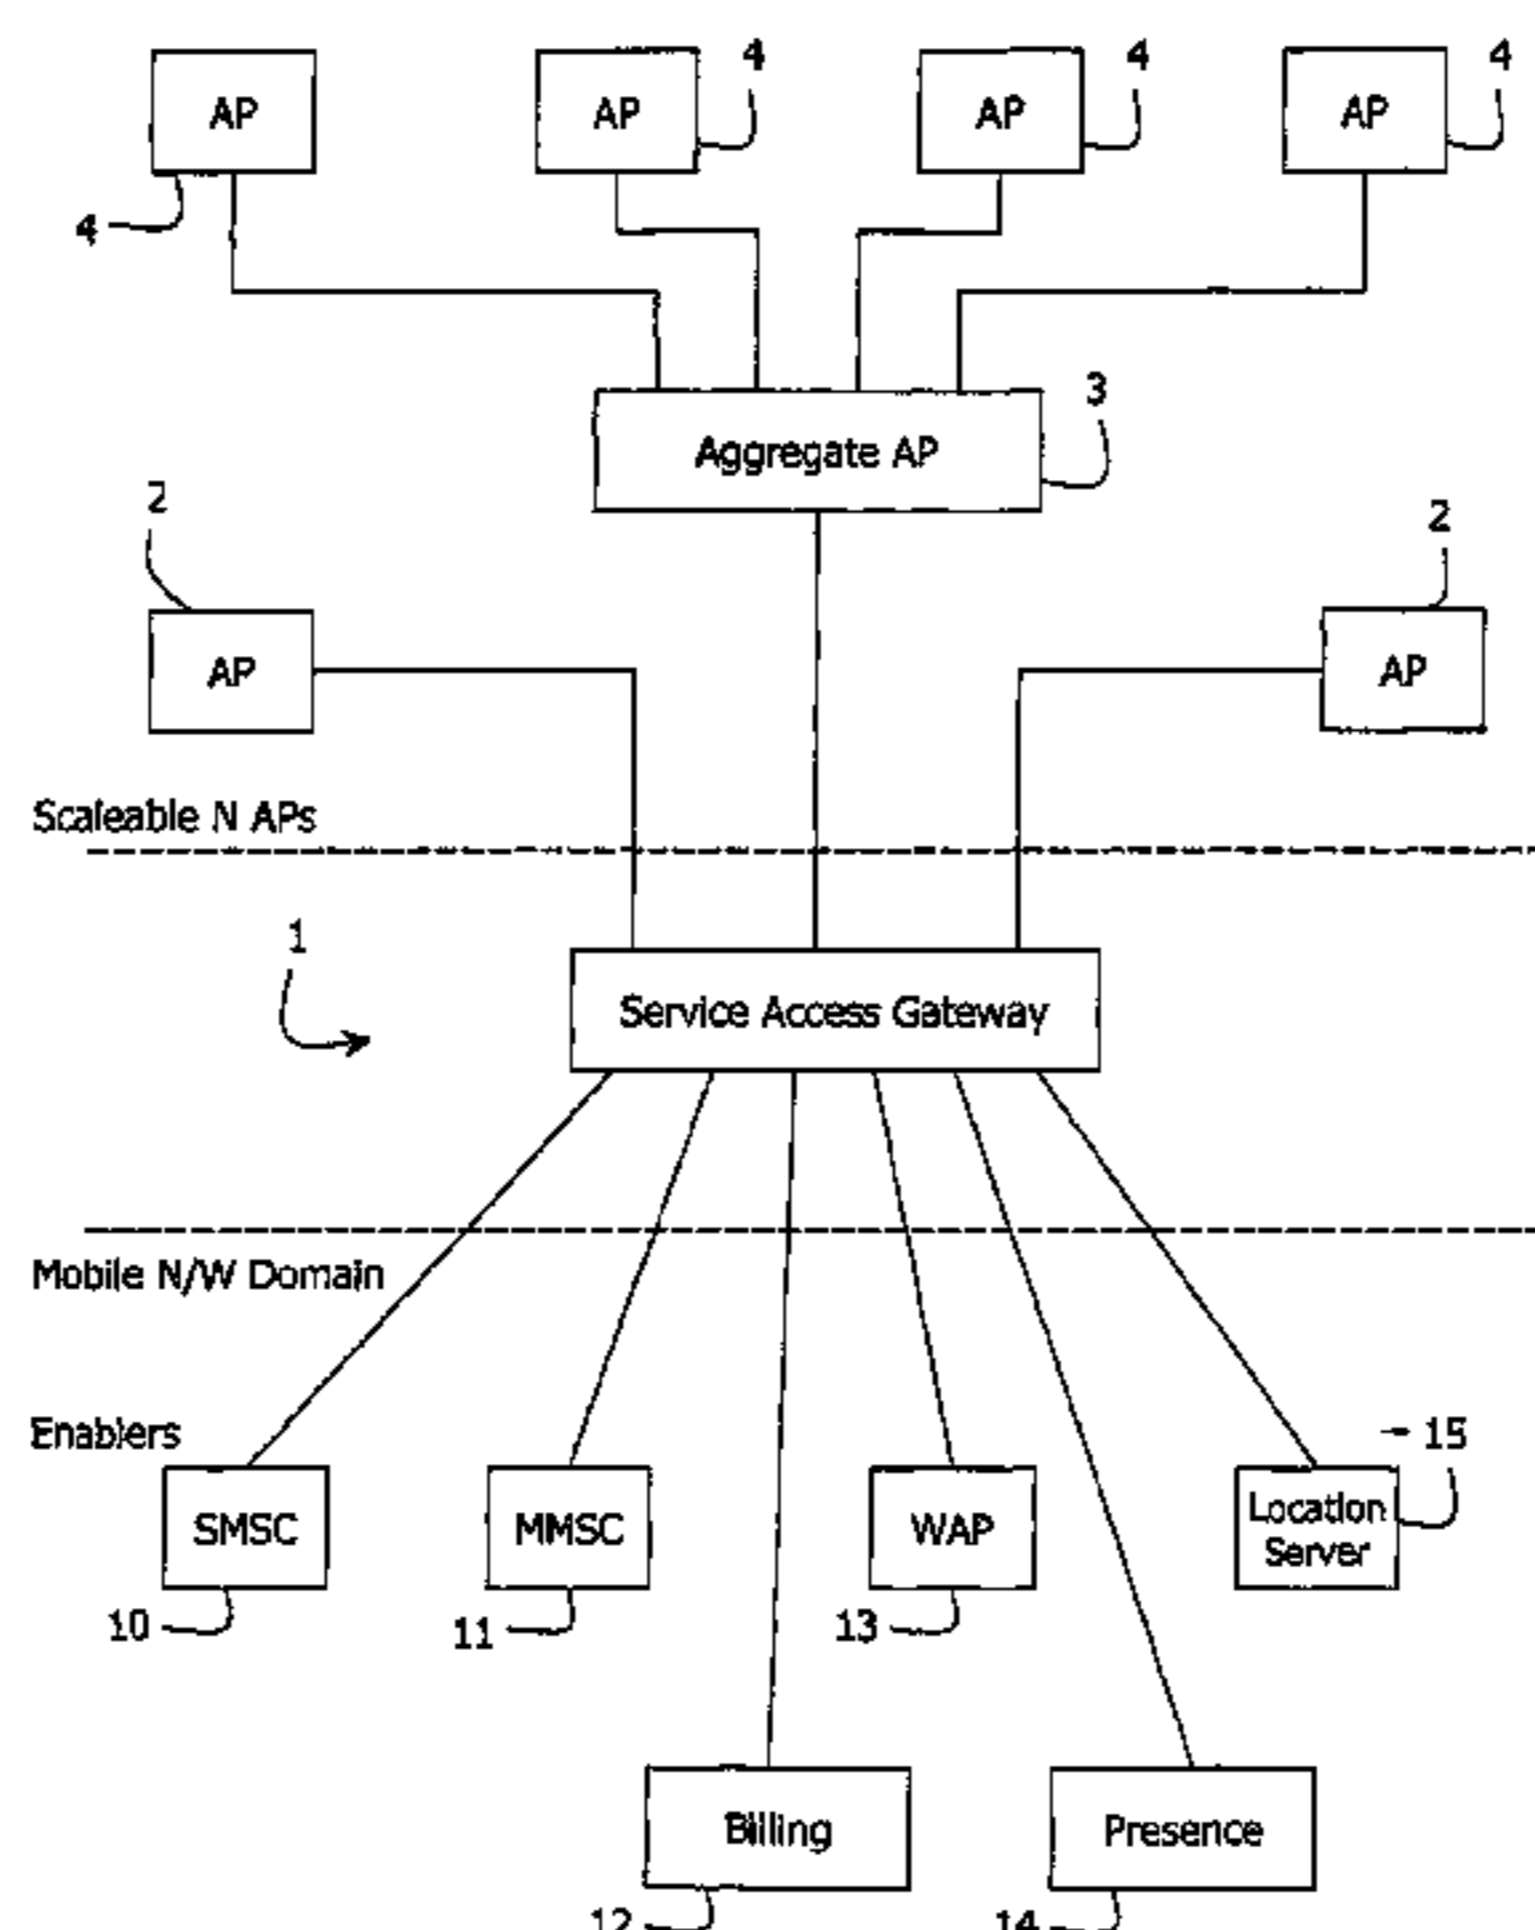 4 4 4
AP AP AP AP
4
3
Aggregate AP
2 2
AP AP
Scaleable N APs
1
Service Access Gateway
Mobile N/W Domain
Enablers
15
SMSC MMSC WAP Location
Server
10 11 13
Billing Presence
12 14